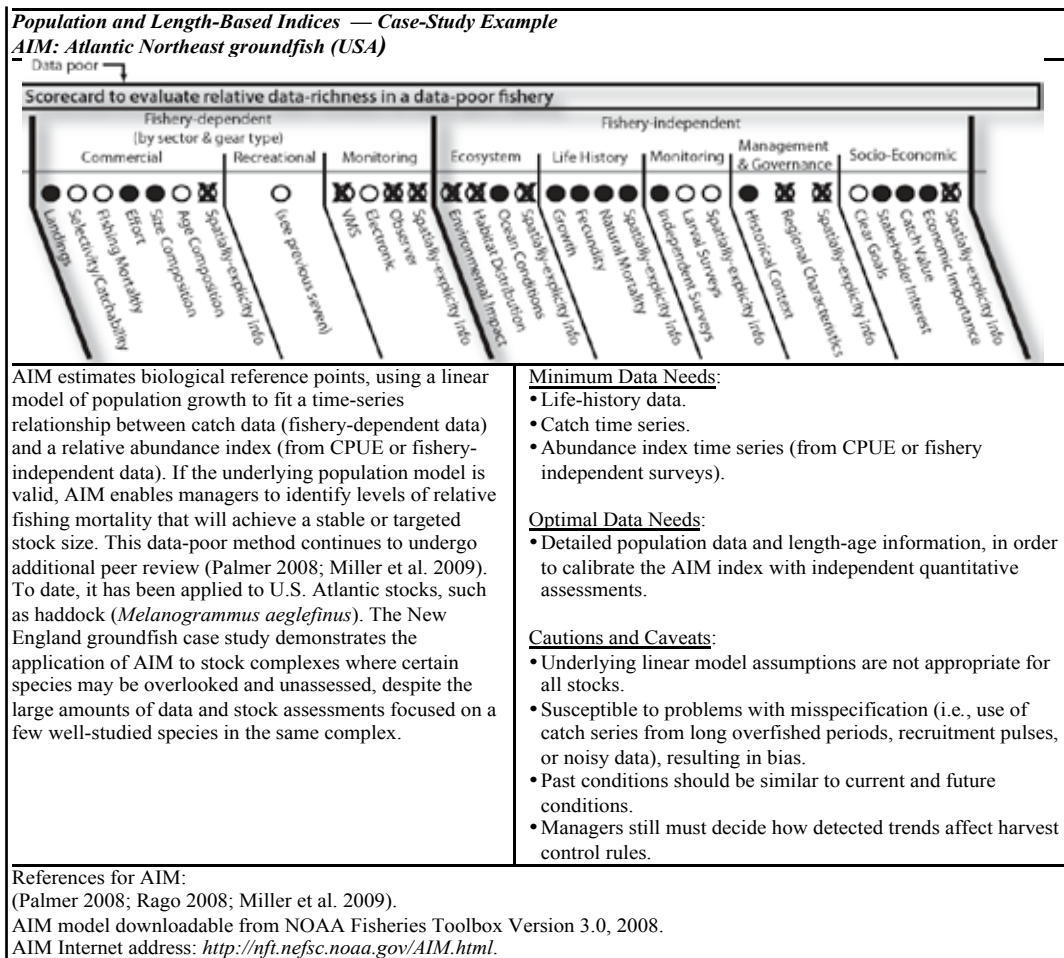 Population and Length-Based Indices — Case-Study Example
AIM: Atlantic Northeast groundfish (USA)
Data poor
Scorecard to evaluate relative data-richness in a data-poor fishery
Fishery-dependent
(by sector & gear type)
Fishery-independent
Commercial
Recreational
Monitoring
Ecosystem
Life History
Monitoring
Management
& Governance
Socio-Economic
Landings
Selectivity/Catchability
Fishing Mortality
Effort
Size Composition
Age Composition
Spatially-explicity info
(see previous seven)
VMS
Electronic
Observer
Spatially-explicity info
Environmental Impact
Habitat Distribution
Ocean Conditions
Spatially-explicity info
Growth
Fecundity
Natural Mortality
Spatially-explicity info
Independent Surveys
Larval Surveys
Spatially-explicity info
Historical Context
Regional Characteristics
Spatially-explicity info
Clear Goals
Stakeholder Interest
Catch Value
Economic Importance
Spatially-explicity info
AIM estimates biological reference points, using a linear
model of population growth to fit a time-series
relationship between catch data (fishery-dependent data)
and a relative abundance index (from CPUE or fishery-
independent data). If the underlying population model is
valid, AIM enables managers to identify levels of relative
fishing mortality that will achieve a stable or targeted
stock size. This data-poor method continues to undergo
additional peer review (Palmer 2008; Miller et al. 2009).
To date, it has been applied to U.S. Atlantic stocks, such
as haddock (Melanogrammus aeglefinus). The New
England groundfish case study demonstrates the
application of AIM to stock complexes where certain
species may be overlooked and unassessed, despite the
large amounts of data and stock assessments focused on a
few well-studied species in the same complex.
Minimum Data Needs:
• Life-history data.
• Catch time series.
• Abundance index time series (from CPUE or fishery
independent surveys).
Optimal Data Needs:
• Detailed population data and length-age information, in order
to calibrate the AIM index with independent quantitative
assessments.
Cautions and Caveats:
• Underlying linear model assumptions are not appropriate for
all stocks.
• Susceptible to problems with misspecification (i.e., use of
catch series from long overfished periods, recruitment pulses,
or noisy data), resulting in bias.
• Past conditions should be similar to current and future
conditions.
• Managers still must decide how detected trends affect harvest
control rules.
References for AIM:
(Palmer 2008; Rago 2008; Miller et al. 2009).
AIM model downloadable from NOAA Fisheries Toolbox Version 3.0, 2008.
AIM Internet address: http://nft.nefsc.noaa.gov/AIM.html.